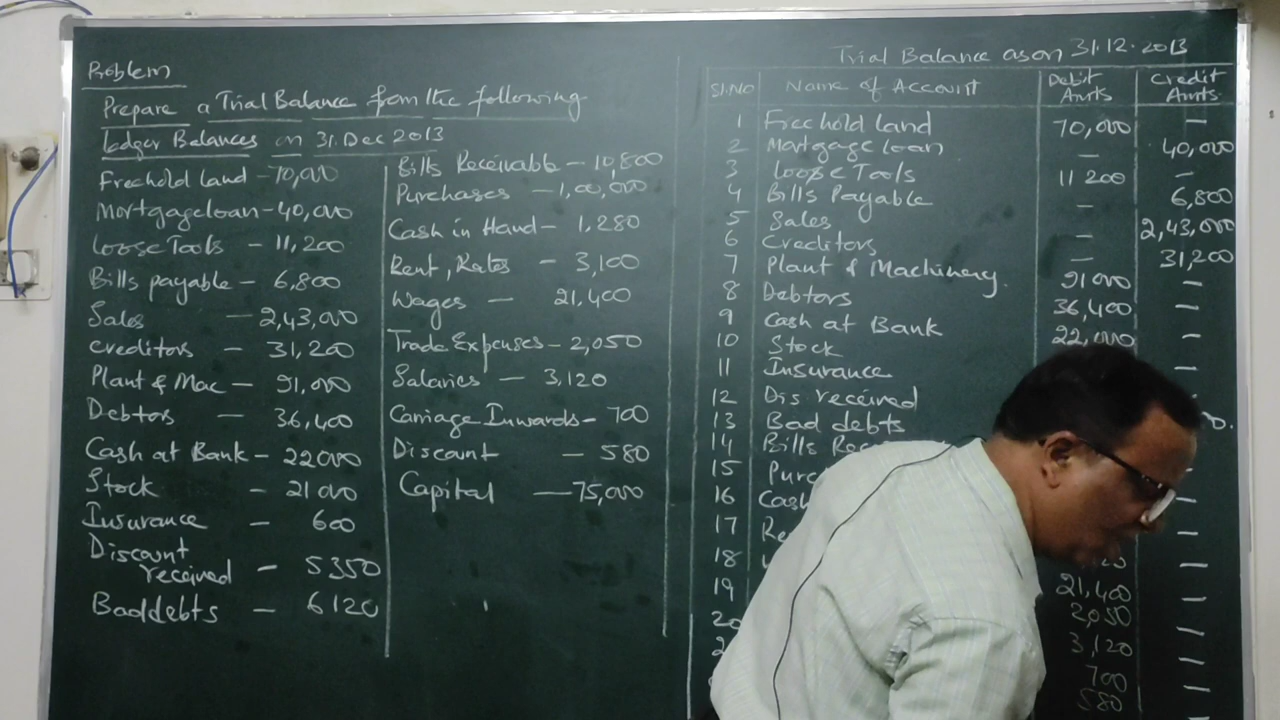 Problem
Prepare a Trial Balance from the following
ledger Balances on 31 Dec 2013
Freehold land - 70,000
Mortgage loan - 40,000
Loose Tools - 11,200
Bills payable - 6,800
Sales - 2,43,000
Creditors - 31,200
Plant & Mac - 91,000
Debtors - 36,400
Cash at Bank - 22000
Stock - 21000
Insurance - 600
Discount
received - 5350
Bad debts - 6120
Bills Receivable - 10,800
Purchases - 1,00,000
Cash in Hand - 1,280
Rent, Rates - 3,100
Wages - 21,400
Trade Expenses - 2,050
Salaries - 3,120
Carriage Inwards - 700
Discount - 580
Capital - 75,000
Trial Balance as on 31.12.2013
Sl.No Name of Account Debit Amts Credit Amts.
1 Freehold land 70,000 -
2 Mortgage loan - 40,000
3 Loose Tools 11 200 -
4 Bills Payable - 6,800
5 Sales - 2,43,000
6 Creditors - 31,200
7 Plant & Machinery. 91000 -
8 Debtors 36,400 -
9 Cash at Bank 22,000 -
10 Stock -
11 Insurance -
12 Dis received
13 Bad debts
14 Bills
15
16 Cash -
17 -
18 -
19 21,400 -
20 2,050 -
3,120 -
700 -
580 -